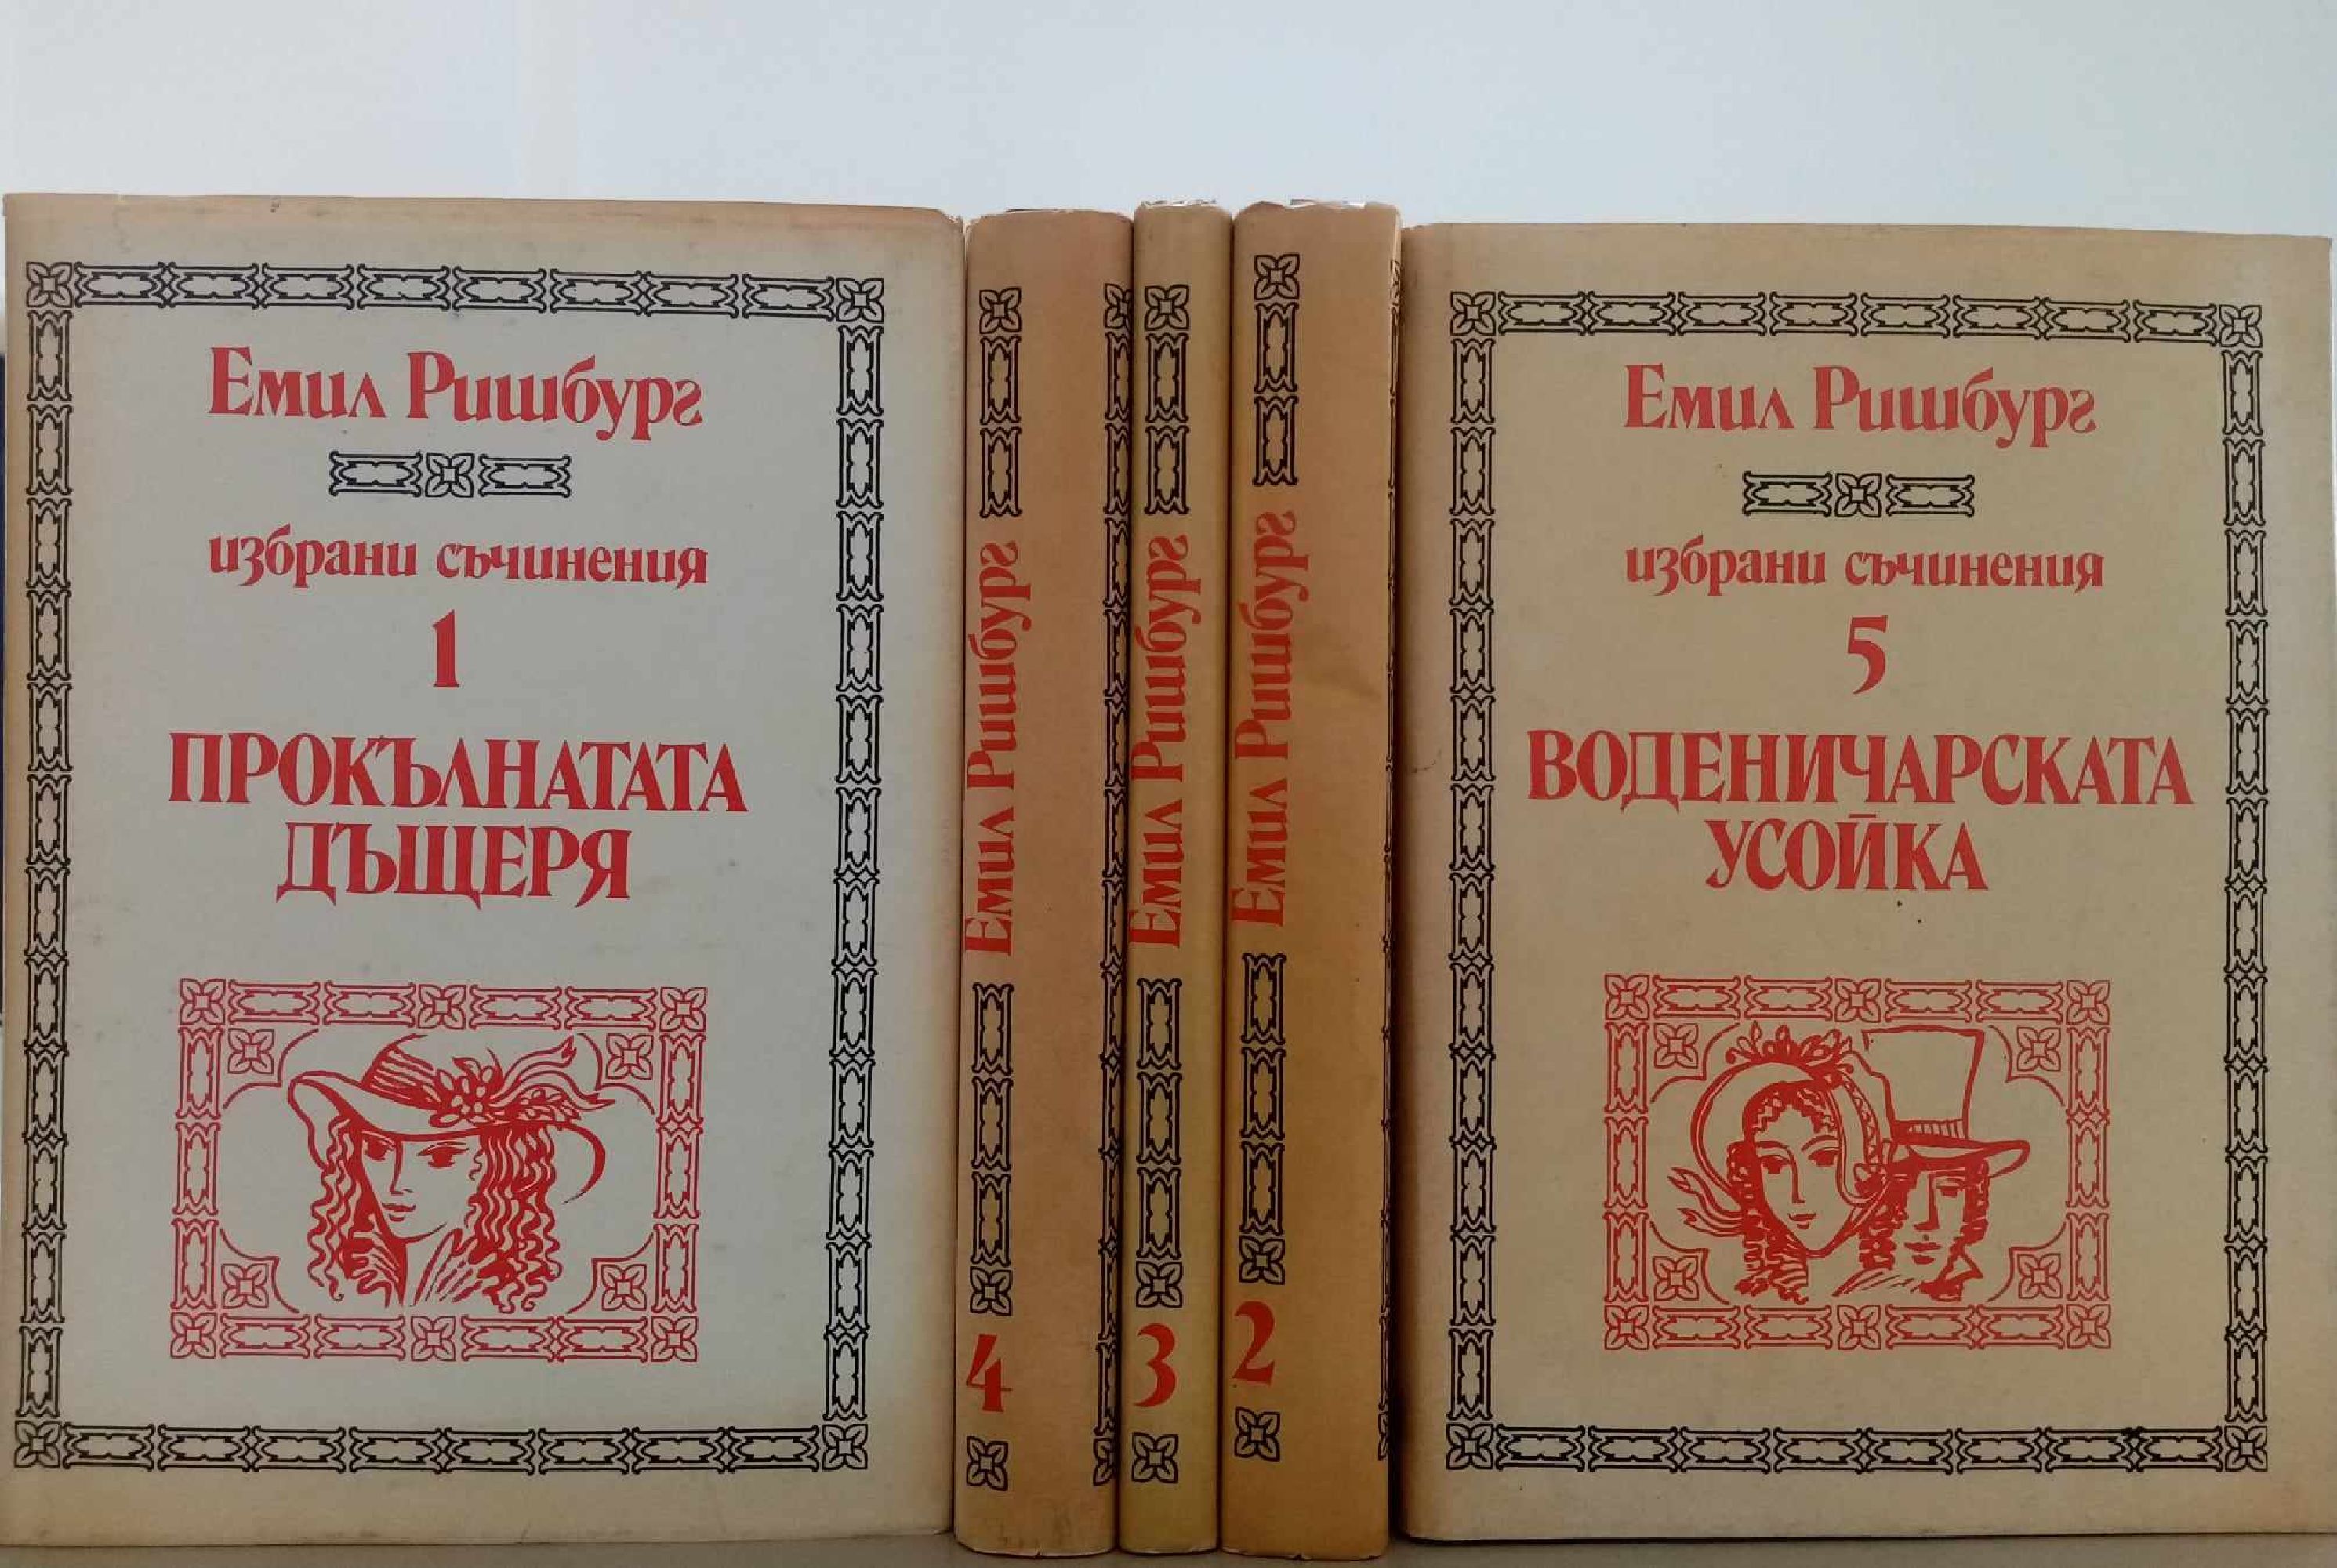 Емил Ришбург
избрани съчинения
1
ПРОКЪЛНАТАТА
ДЪЩЕРЯ
Емил Ришбург
4
Емил Ришбург
3
Емил Ришбург
2
Емил Ришбург
избрани съчинения
5
ВОДЕНИЧАРСКАТА
УСОЙКА